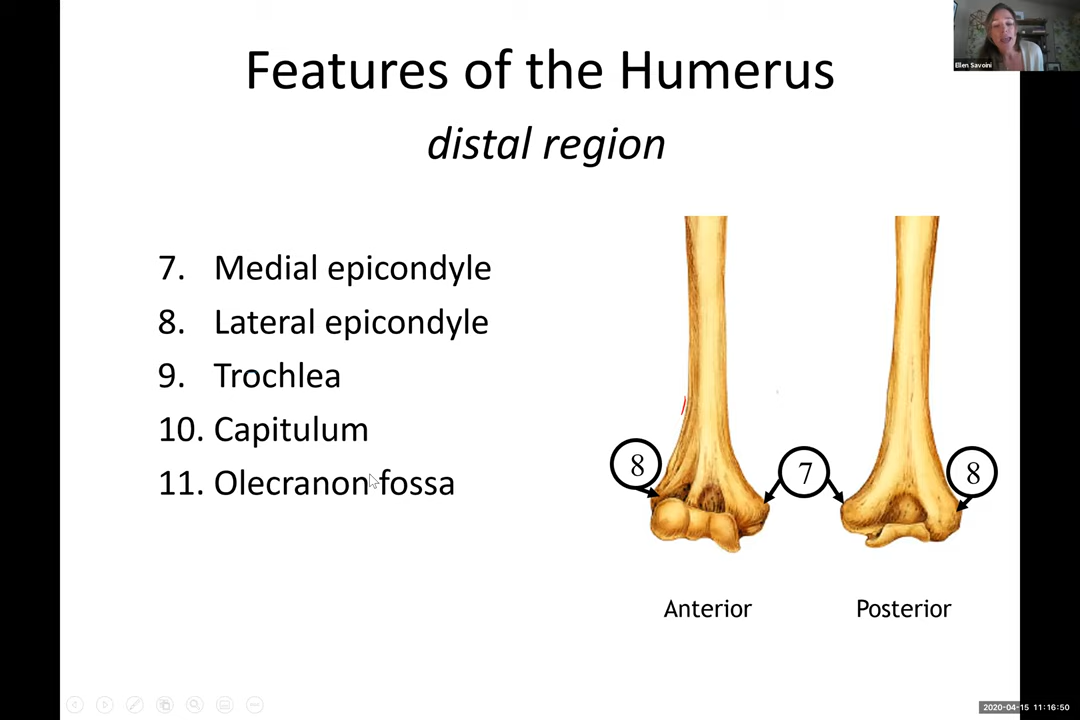 Ellen Savoini
Features of the Humerus
distal region
7. Medial epicondyle
8. Lateral epicondyle
9. Trochlea
10. Capitulum
11. Olecranon fossa
8
7
8
Anterior
Posterior
2020-04-15 11:16:50